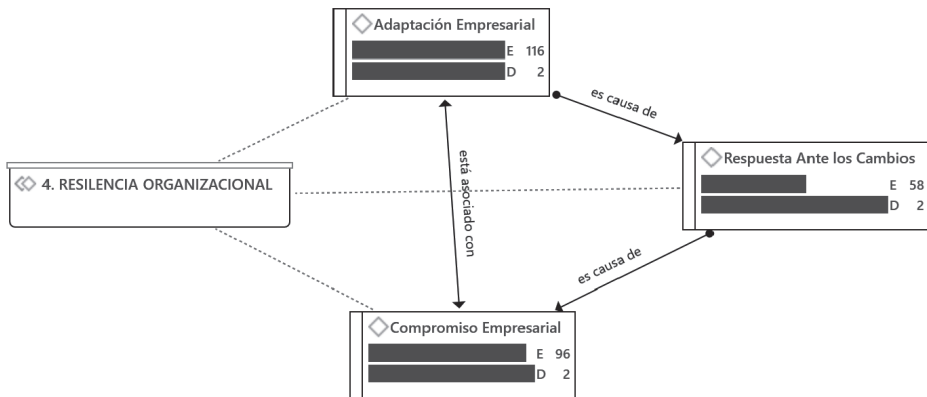 Adaptación Empresarial
E 116
D 2
es causa de
Respuesta Ante los Cambios
E 58
D 2
4. RESILENCIA ORGANIZACIONAL
está asociado con
es causa de
Compromiso Empresarial
E 96
D 2